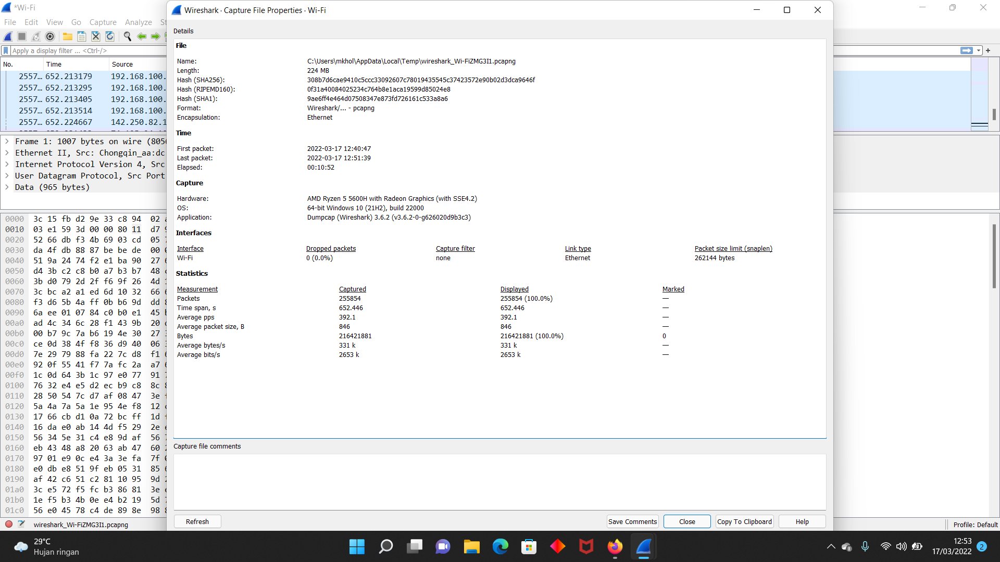 *Wi-Fi
File Edit View Go Capture Analyze
Apply a display filter ... <Ctrl-/>
No. Time Source
2557... 652.213179 192.168.100.
2557... 652.213295 192.168.100.
2557... 652.213405 192.168.100.
2557... 652.213514 192.168.100.
2557... 652.224667 142.250.82.1
Frame 1: 1007 bytes on wire (8056
Ethernet II, Src: Chongqin_aa:dc
Internet Protocol Version 4, Src
User Datagram Protocol, Src Port
Data (965 bytes)
0000 3c 15 fb d2 9e 33 c8 94 02
0010 03 e1 59 3d 00 00 80 11 d7
0020 52 66 db f3 4b 69 03 cd 05
0030 da 4f db 88 87 be be de 00
0040 51 9a 24 74 f2 e1 ba 90 27
0050 d4 3b c2 c8 b0 a7 b3 b7 48
0060 3b d0 79 2d 2f f6 9f 26 4d
0070 3c bc a2 a1 ed 6d 10 32 66
0080 f3 d6 5b 4a ff 0b b6 9d dd
0090 6a ee 01 07 84 c0 b0 e1 45
00a0 ad 4c 34 6c 28 f1 43 9b 20
00b0 00 b7 9c 7a b6 19 4e 30 27
00c0 ce 0d 38 4f f8 36 d9 40 06
00d0 7e 29 79 88 fa 22 7c d8 f1
00e0 92 0f 55 41 f7 7a fc 2a a7
00f0 1c 0d 64 3b 1c 97 e0 77 91
0100 76 32 e4 e5 d2 ec b9 c8 8c
0110 28 50 54 7c d7 af 08 47 3e
0120 5a 4a 7a 5a 1e 95 4e f8 12
0130 17 66 cb d1 0a 72 bc ff 1d
0140 16 da e0 ab 14 4d f5 29 2e
0150 56 34 5e 31 c4 e8 9d af 56
0160 eb 43 48 a8 20 63 ab 47 60
0170 97 01 e9 0c e4 3a 3e fa 7f
0180 e0 db e8 51 9f eb 05 31 85
0190 af 42 c6 51 c2 81 10 95 9d
01a0 3c e5 72 f5 fc b3 86 81 3e
01b0 1e f5 b3 4b 0e e4 b2 19 5d
01c0 56 e0 45 78 c4 de 89 8e 98
wireshark_Wi-FiZMG3I1.pcapng
Profile: Default
Wireshark · Capture File Properties · Wi-Fi
Details
File
Name: C:\Users\mkhol\AppData\Local\Temp\wireshark_Wi-FiZMG3I1.pcapng
Length: 224 MB
Hash (SHA256): 308b7d6cae9410c5ccc33092607c78019435545c37423572e90b02d3dca9646f
Hash (RIPEMD160): 0f31a40084025234c764b8e1aca19599d85024e8
Hash (SHA1): 9ae6ff4e464d07508347e873fd726161c533a8a6
Format: Wireshark/... - pcapng
Encapsulation: Ethernet
Time
First packet: 2022-03-17 12:40:47
Last packet: 2022-03-17 12:51:39
Elapsed: 00:10:52
Capture
Hardware: AMD Ryzen 5 5600H with Radeon Graphics (with SSE4.2)
OS: 64-bit Windows 10 (21H2), build 22000
Application: Dumpcap (Wireshark) 3.6.2 (v3.6.2-0-g626020d9b3c3)
Interfaces
Interface Dropped packets Capture filter Link type Packet size limit (snaplen)
Wi-Fi 0 (0.0%) none Ethernet 262144 bytes
Statistics
Measurement Captured Displayed Marked
Packets 255854 255854 (100.0%) —
Time span, s 652.446 652.446 —
Average pps 392.1 392.1 —
Average packet size, B 846 846 —
Bytes 216421881 216421881 (100.0%) 0
Average bytes/s 331 k 331 k —
Average bits/s 2653 k 2653 k —
Capture file comments
Refresh Save Comments Close Copy To Clipboard Help
29°C
Hujan ringan
12:53
17/03/2022
2